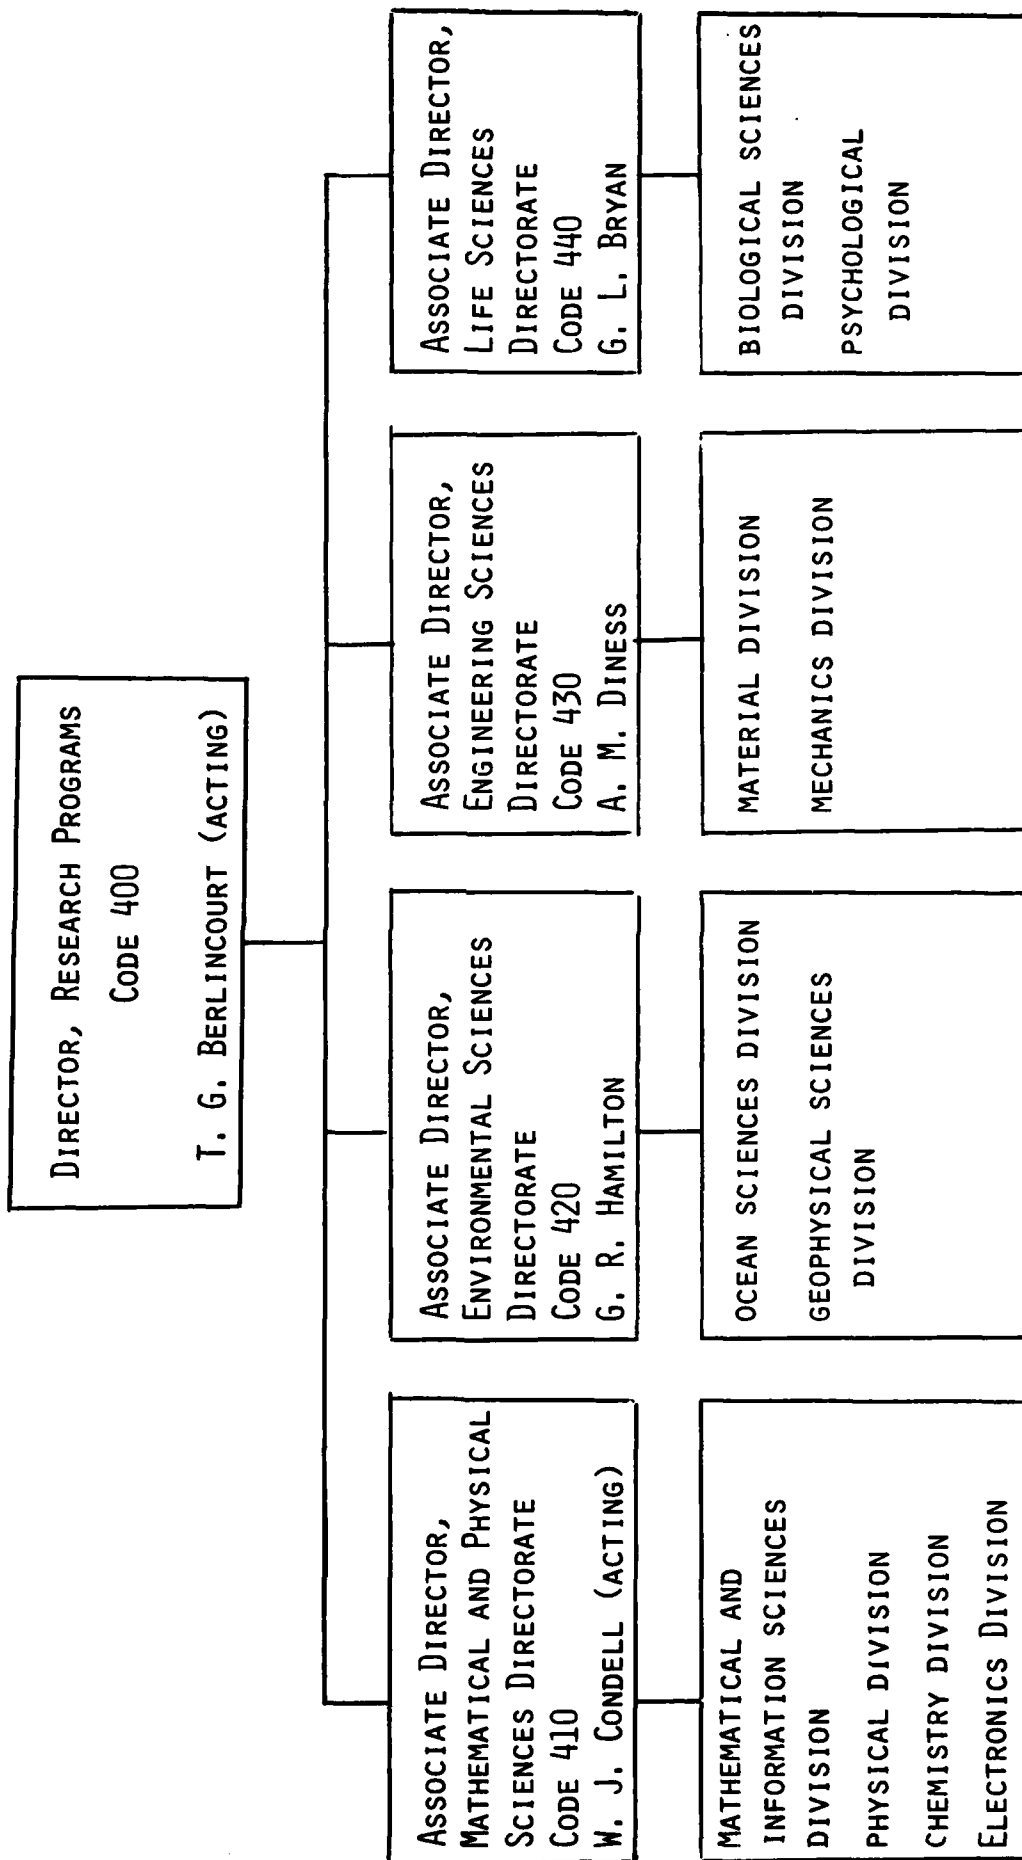 Director, Research Programs
Code 400
T. G. Berlincourt (acting)
Associate Director,
Mathematical and Physical
Sciences Directorate
Code 410
W. J. Condell (acting)
Associate Director,
Environmental Sciences
Directorate
Code 420
G. R. Hamilton
Associate Director,
Engineering Sciences
Directorate
Code 430
A. M. Diness
Associate Director,
Life Sciences
Directorate
Code 440
G. L. Bryan
mathematical and
information sciences
division
physical division
chemistry division
electronics Division
ocean sciences division
geophysical sciences
division
material division
mechanics division
biological sciences
division
psychological
division